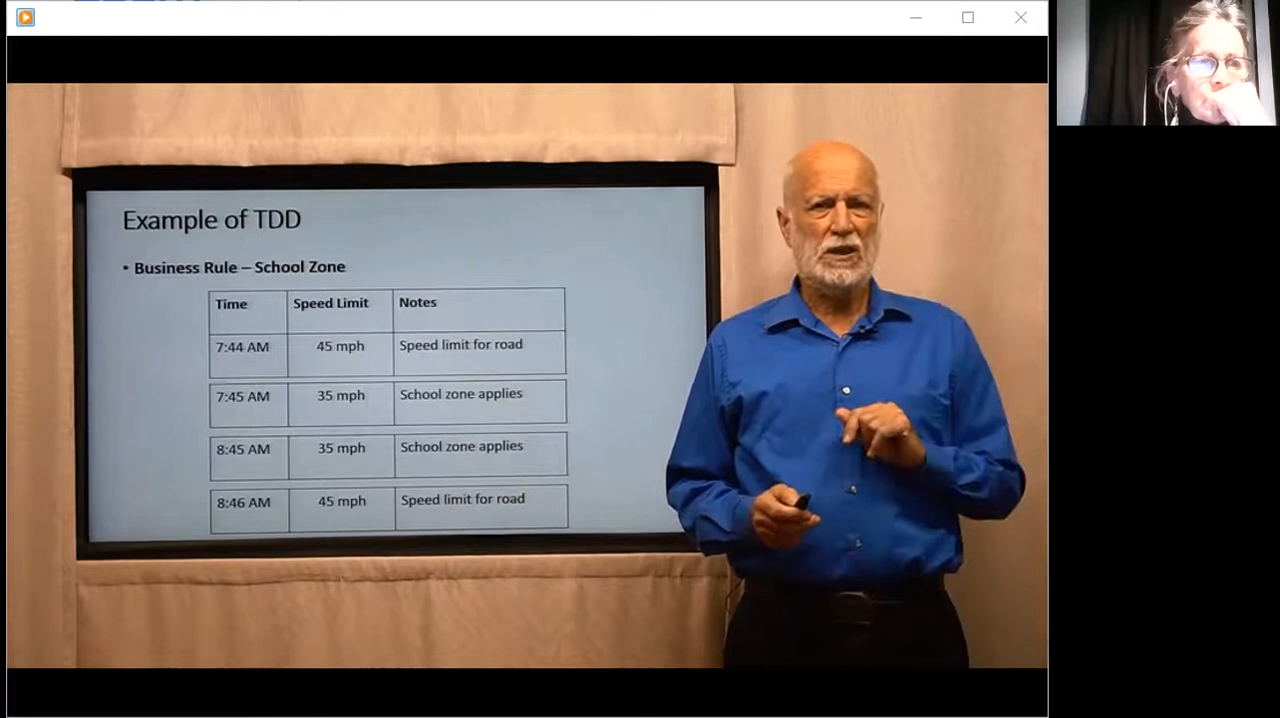 Example of TDD
• Business Rule – School Zone
Time Speed Limit Notes
7:44 AM 45 mph Speed limit for road
7:45 AM 35 mph School zone applies
8:45 AM 35 mph School zone applies
8:46 AM 45 mph Speed limit for road